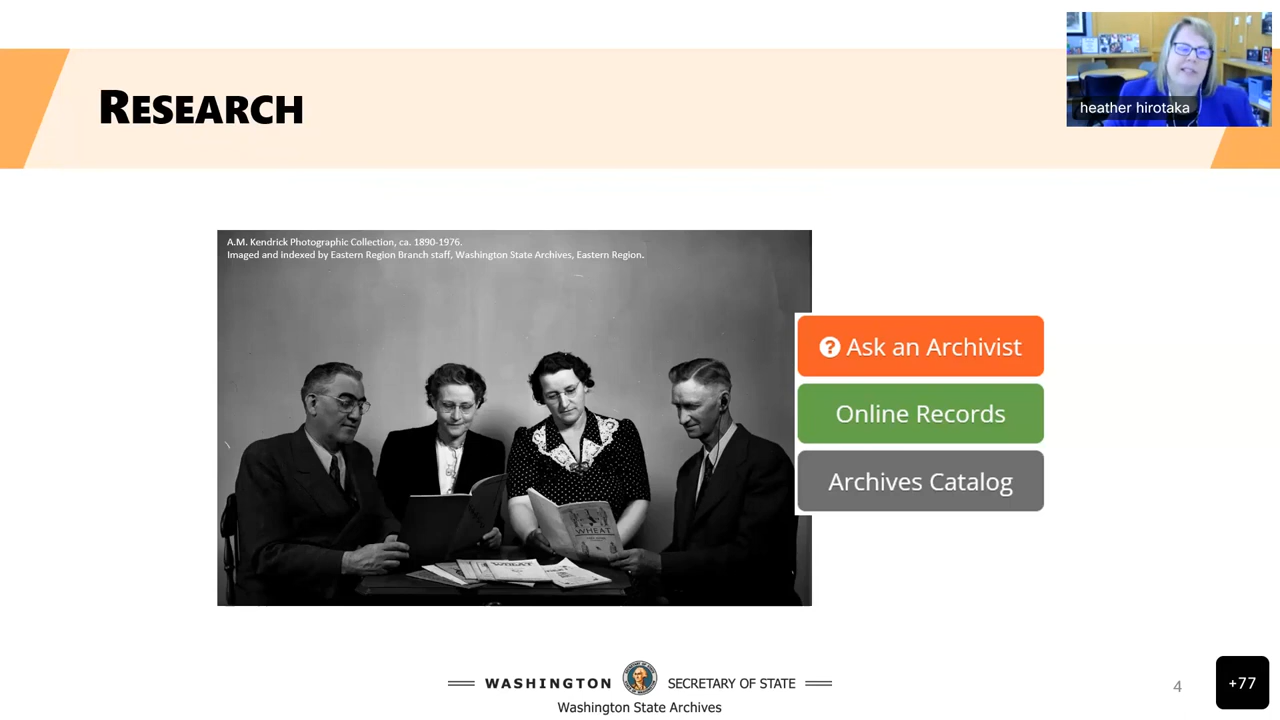 RESEARCH
heather hirotaka
A.M. Kendrick Photographic Collection, ca. 1890-1976.
Imaged and indexed by Eastern Region Branch staff, Washington State Archives, Eastern Region.
? Ask an Archivist
Online Records
Archives Catalog
WHEAT
WHEAT
WASHINGTON SECRETARY OF STATE
Washington State Archives
4
+77